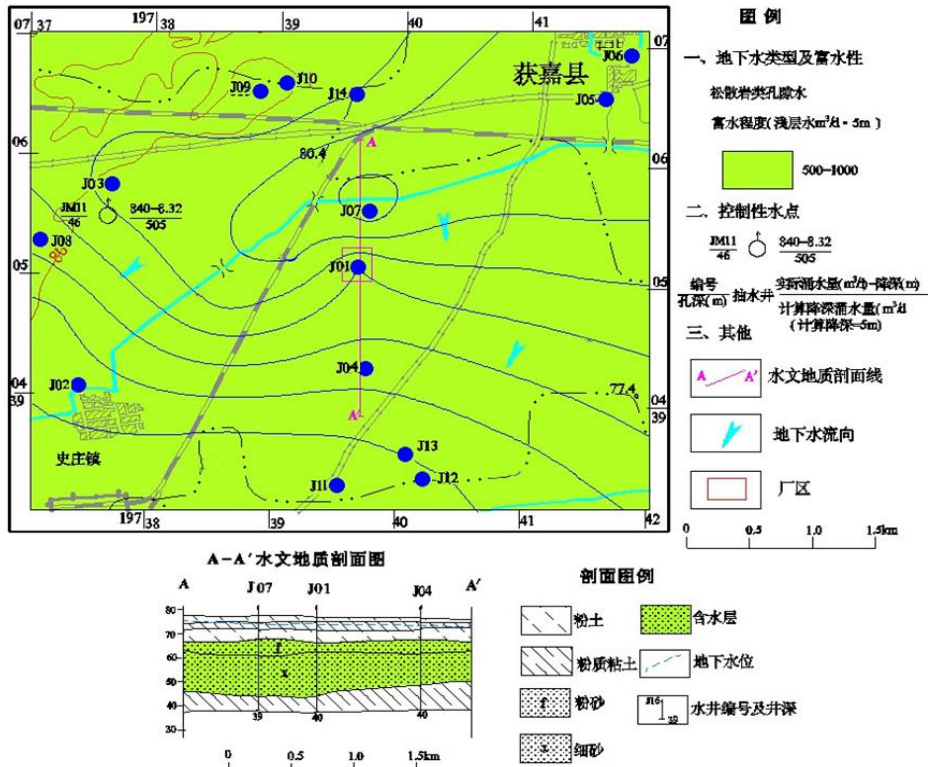 07 37 197 38 39 40 41
07
06
05
04
39
获嘉县
J06
J05
J10
J09
J14
80.4
A
J03
JM11
46
840-8.32
505
J07
J08
J01
J04
A'
J02
史庄镇
77.4
J13
J12
J11
06
05
04
39
197 38 39 40 41 42
图 例
一、地下水类型及富水性
松散岩类孔隙水
富水程度(浅层水m³/d·5m)
500-1000
二、控制性水点
JM11
46
840-8.32
505
编号
孔深(m)
抽水井
实际涌水量(m³/d)-降深(m)
计算降深涌水量(m³/d
(计算降深-5m)
三、其他
A A' 水文地质剖面线
地下水流向
厂区
0 0.5 1.0 1.5km
A-A'水文地质剖面图
A J07 J01 J04 A'
80
70
60
50
40
30
f
x
39 40 40
0 0.5 1.0 1.5km
剖面图例
粉土
含水层
粉质粘土
地下水位
f 粉砂
J16
39
水井编号及井深
x 细砂